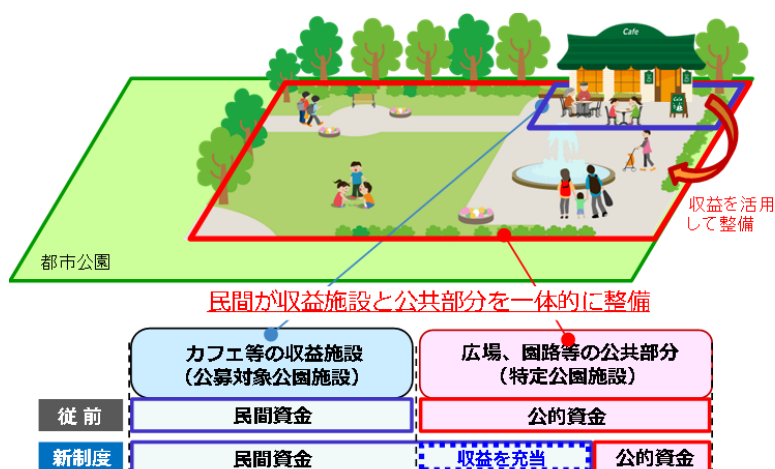 Cafe
Cafe
収益を活用
して整備
都市公園
民間が収益施設と公共部分を一体的に整備
カフェ等の収益施設
(公募対象公園施設)
広場、園路等の公共部分
(特定公園施設)
従前
民間資金
公的資金
新制度
民間資金
収益を充当
公的資金